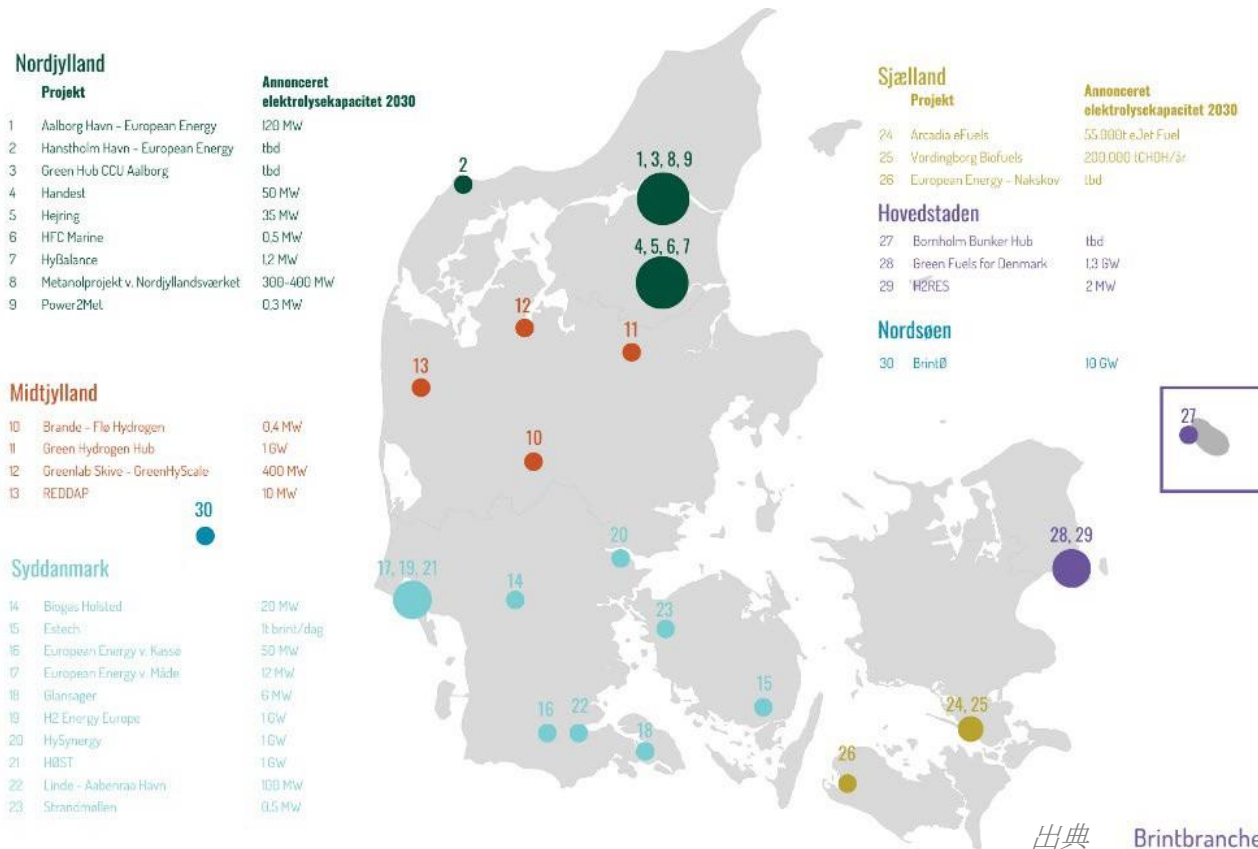 Nordjylland
Projekt Annonceret elektrolysekapacitet 2030
1 Aalborg Havn - European Energy 120 MW
2 Hanstholm Havn - European Energy tbd
3 Green Hub CCU Aalborg tbd
4 Handest 50 MW
5 Hejring 35 MW
6 HFC Marine 0,5 MW
7 HyBalance 1,2 MW
8 Metanolprojekt v. Nordjyllandsværket 300-400 MW
9 Power2Met 0,3 MW
Midtjylland
10 Brande - Flø Hydrogen 0,4 MW
11 Green Hydrogen Hub 1 GW
12 Greenlab Skive - GreenHyScale 400 MW
13 REDDAP 10 MW
Syddanmark
14 Biogas Holsted 20 MW
15 Estech 1t brint/dag
16 European Energy v. Kassø 50 MW
17 European Energy v. Måde 12 MW
18 Glansager 6 MW
19 H2 Energy Europe 1 GW
20 HySynergy 1 GW
21 HØST 1 GW
22 Linde - Aabenraa Havn 100 MW
23 Strandmøllen 0,5 MW
Sjælland
Projekt Annonceret elektrolysekapacitet 2030
24 Arcadia eFuels 55.000t eJet Fuel
25 Vordingborg Biofuels 200.000 tCHOH/år
26 European Energy - Nakskov tbd
Hovedstaden
27 Bornholm Bunker Hub tbd
28 Green Fuels for Denmark 1,3 GW
29 H2RES 2 MW
Nordsøen
30 BrintØ 10 GW
1, 3, 8, 9
2
4, 5, 6, 7
12
11
13
10
30
20
17, 19, 21
14
23
15
16
22
18
27
28, 29
24, 25
26
出典 Brintbranche